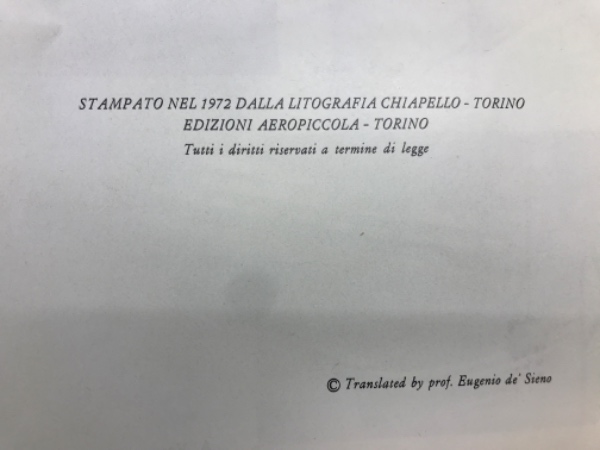 STAMPATO NEL 1972 DALLA LITOGRAFIA CHIAPELLO - TORINO
EDIZIONI AEROPICCOLA - TORINO
Tutti i diritti riservati a termine di legge
© Translated by prof. Eugenio de' Sieno